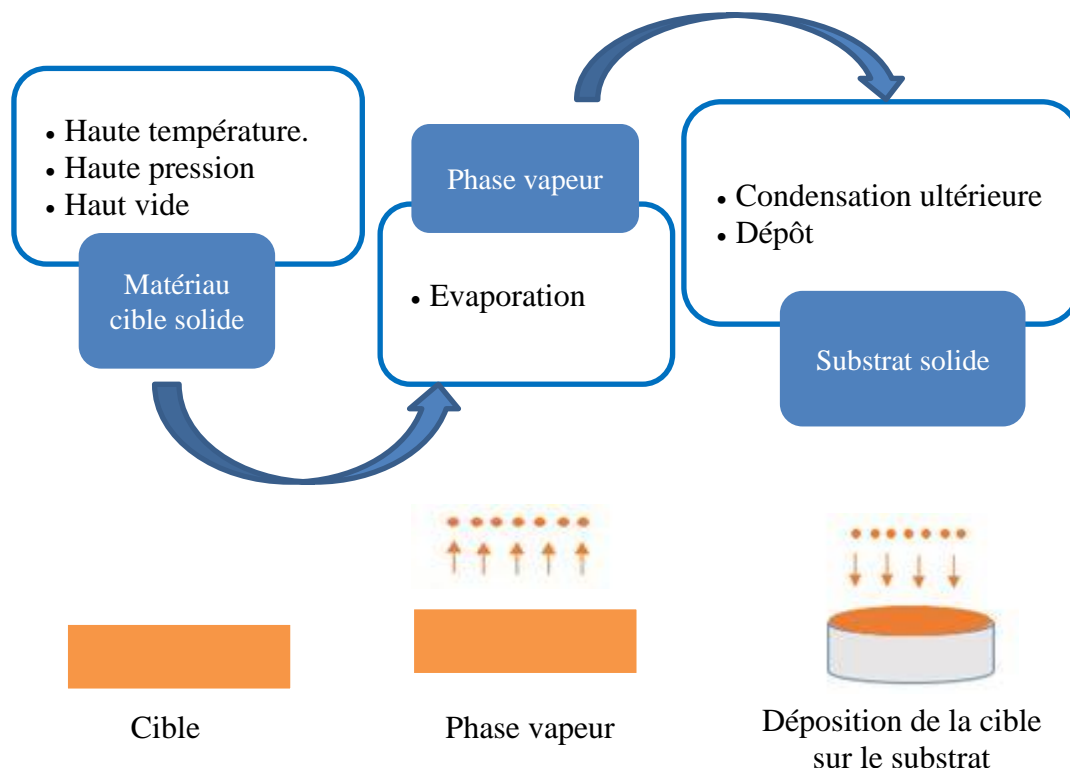 • Haute température.
• Haute pression
• Haut vide
Matériau
cible solide
Phase vapeur
• Evaporation
• Condensation ultérieure
• Dépôt
Substrat solide
Cible
Phase vapeur
Déposition de la cible
sur le substrat